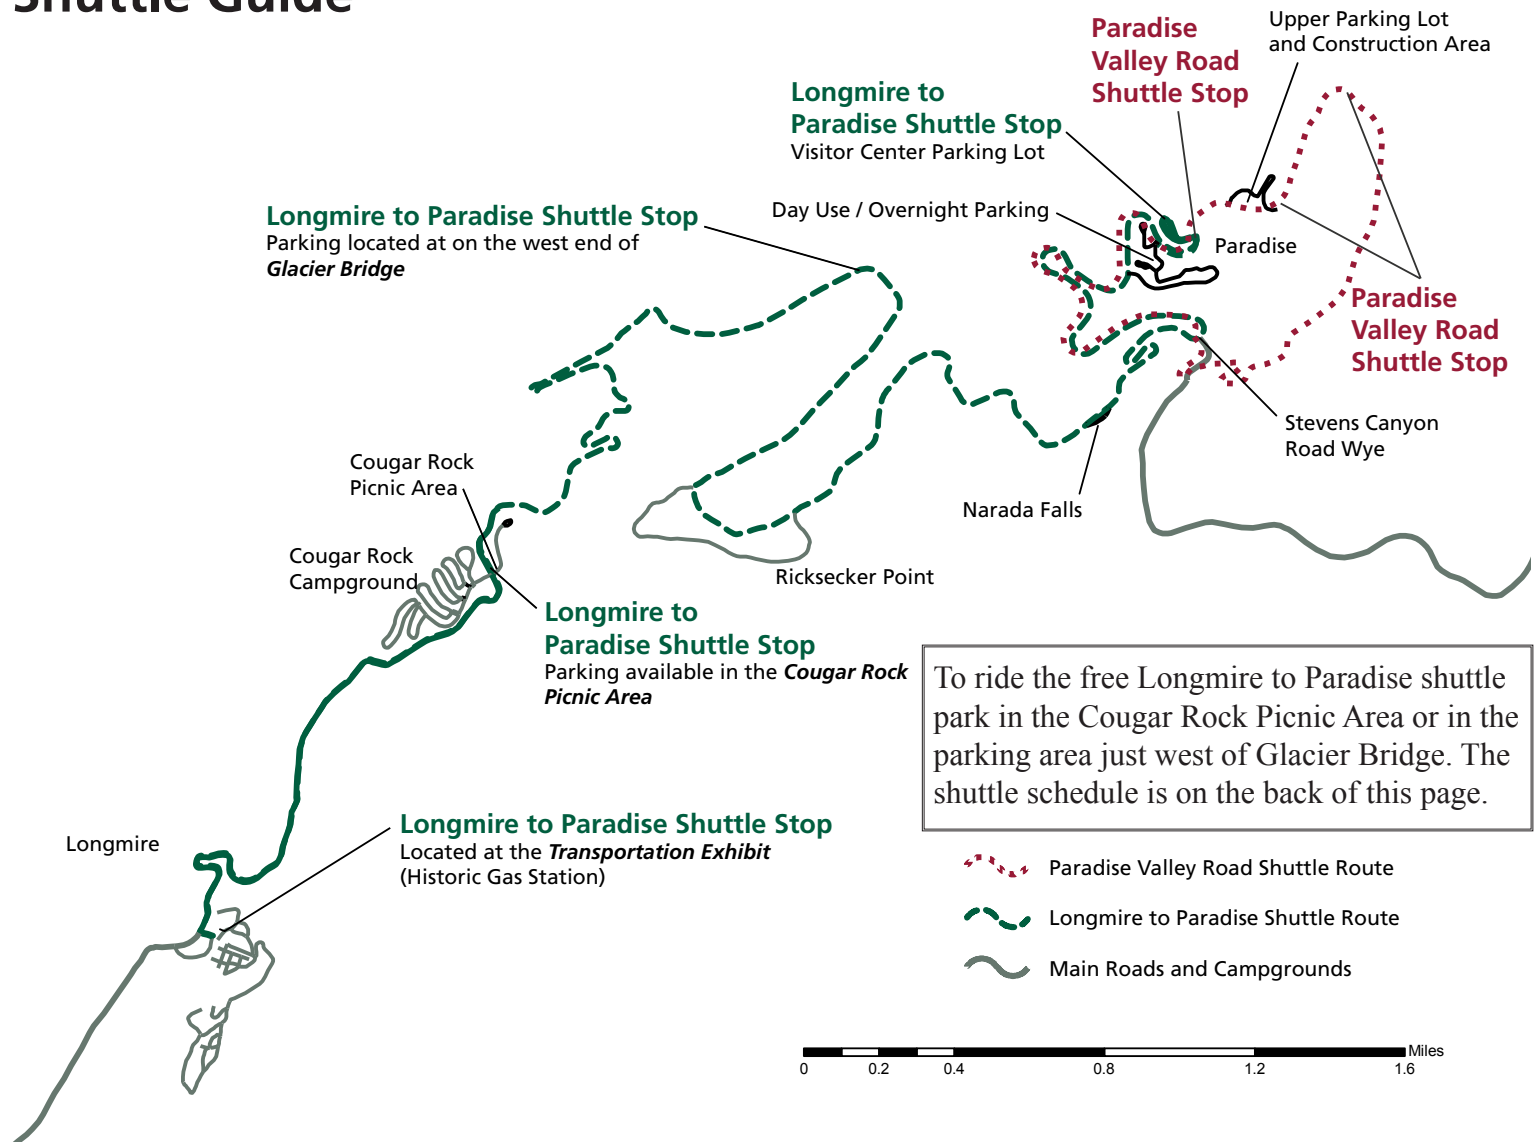 Shuttle Guide
Upper Parking Lot
and Construction Area
Paradise
Valley Road
Shuttle Stop
Longmire to
Paradise Shuttle Stop
Visitor Center Parking Lot
Day Use / Overnight Parking
Longmire to Paradise Shuttle Stop
Parking located at on the west end of
Glacier Bridge
Paradise
Paradise
Valley Road
Shuttle Stop
Stevens Canyon
Road Wye
Cougar Rock
Picnic Area
Narada Falls
Cougar Rock
Campground
Ricksecker Point
Longmire to
Paradise Shuttle Stop
Parking available in the Cougar Rock
Picnic Area
To ride the free Longmire to Paradise shuttle
park in the Cougar Rock Picnic Area or in the
parking area just west of Glacier Bridge. The
shuttle schedule is on the back of this page.
Longmire
Longmire to Paradise Shuttle Stop
Located at the Transportation Exhibit
(Historic Gas Station)
Paradise Valley Road Shuttle Route
Longmire to Paradise Shuttle Route
Main Roads and Campgrounds
Miles
0 0.2 0.4 0.8 1.2 1.6